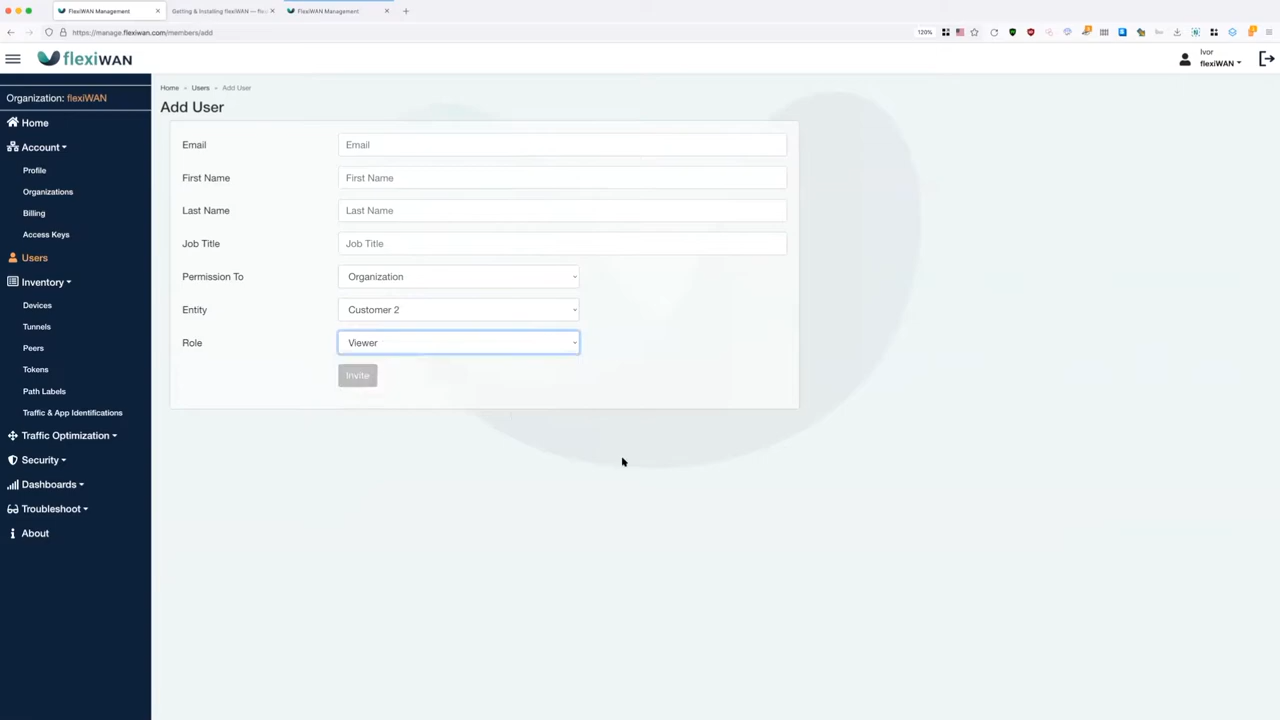 FlexiWAN Management
Getting & Installing flexiWAN — flex
FlexiWAN Management
https://manage.flexiwan.com/members/add
120%
flexiWAN
Ivor
flexiWAN
Organization: flexiWAN
Home
Account
Profile
Organizations
Billing
Access Keys
Users
Inventory
Devices
Tunnels
Peers
Tokens
Path Labels
Traffic & App Identifications
Traffic Optimization
Security
Dashboards
Troubleshoot
About
Home » Users » Add User
Add User
Email Email
First Name First Name
Last Name Last Name
Job Title Job Title
Permission To Organization
Entity Customer 2
Role Viewer
Invite